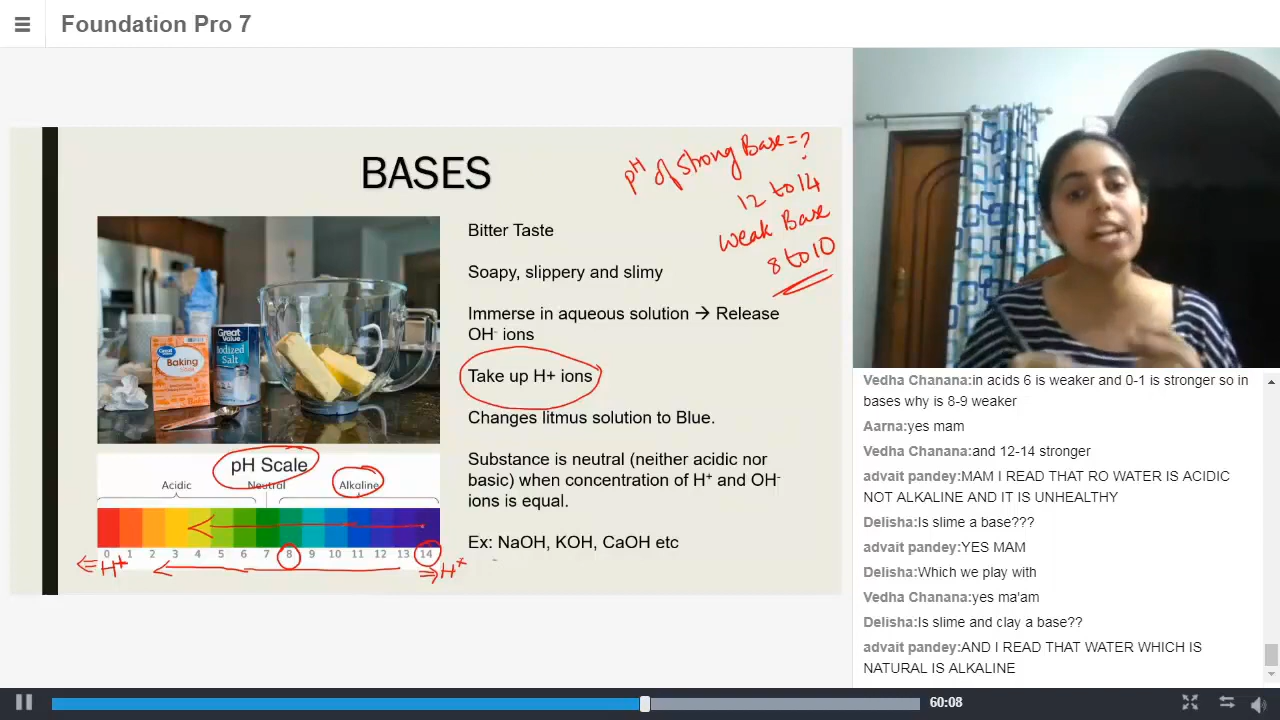 Foundation Pro 7
BASES
pH of Strong Base = ?
12 to 14
weak Base
8 to 10
Great Value
Baking
Great Value
Iodized
Salt
Bitter Taste
Soapy, slippery and slimy
Immerse in aqueous solution → Release
OH⁻ ions
Take up H+ ions
Changes litmus solution to Blue.
Substance is neutral (neither acidic nor
basic) when concentration of H⁺ and OH⁻
ions is equal.
Ex: NaOH, KOH, CaOH etc
pH Scale
Acidic Neutral Alkaline
0 1 2 3 4 5 6 7 8 9 10 11 12 13 14
H⁺ H⁺
Vedha Chanana:in acids 6 is weaker and 0-1 is stronger so in
bases why is 8-9 weaker
Aarna:yes mam
Vedha Chanana:and 12-14 stronger
advait pandey:MAM I READ THAT RO WATER IS ACIDIC
NOT ALKALINE AND IT IS UNHEALTHY
Delisha:Is slime a base???
advait pandey:YES MAM
Delisha:Which we play with
Vedha Chanana:yes ma'am
Delisha:Is slime and clay a base??
advait pandey:AND I READ THAT WATER WHICH IS
NATURAL IS ALKALINE
60:08